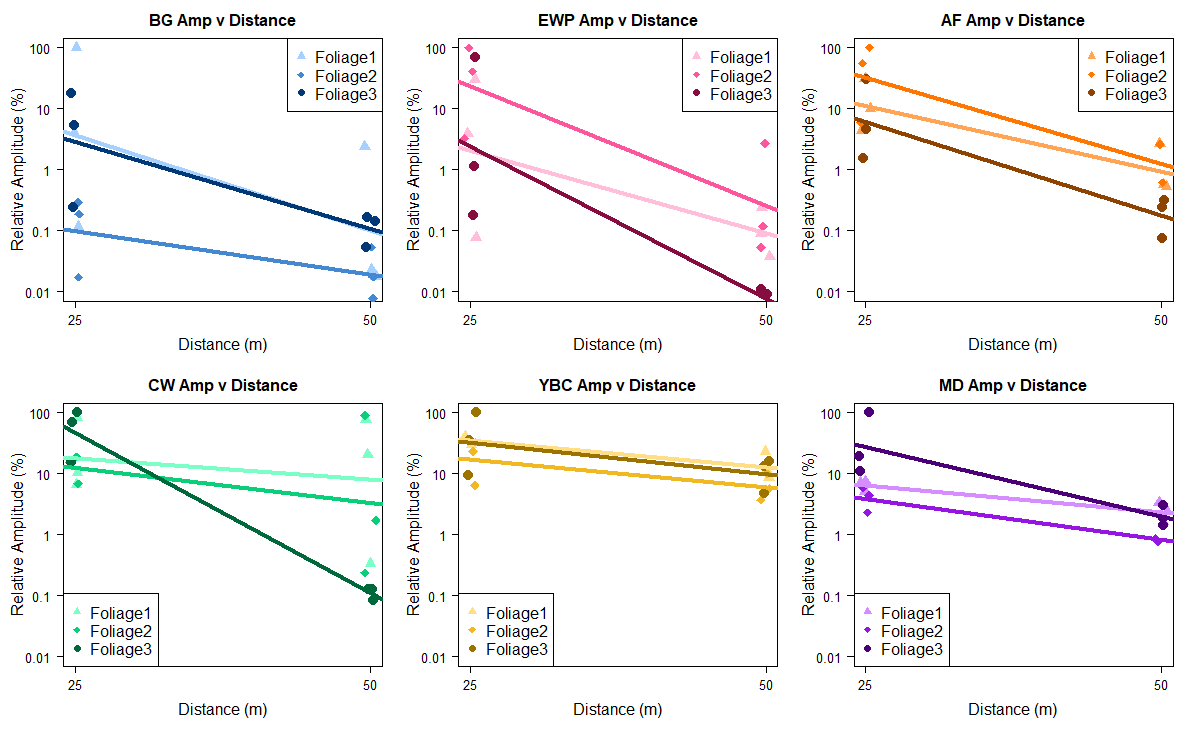 BG Amp v Distance
Relative Amplitude (%)
100
10
1
0.1
0.01
Foliage1
Foliage2
Foliage3
25
50
Distance (m)
EWP Amp v Distance
Relative Amplitude (%)
100
10
1
0.1
0.01
Foliage1
Foliage2
Foliage3
25
50
Distance (m)
AF Amp v Distance
Relative Amplitude (%)
100
10
1
0.1
0.01
Foliage1
Foliage2
Foliage3
25
50
Distance (m)
CW Amp v Distance
Relative Amplitude (%)
100
10
1
0.1
0.01
Foliage1
Foliage2
Foliage3
25
50
Distance (m)
YBC Amp v Distance
Relative Amplitude (%)
100
10
1
0.1
0.01
Foliage1
Foliage2
Foliage3
25
50
Distance (m)
MD Amp v Distance
Relative Amplitude (%)
100
10
1
0.1
0.01
Foliage1
Foliage2
Foliage3
25
50
Distance (m)